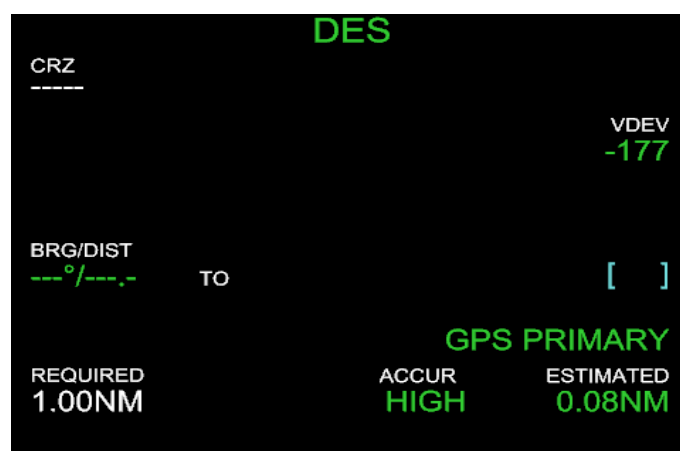 DES
CRZ
-----
VDEV
-177
BRG/DIST
---°/---.- TO [ ]
GPS PRIMARY
REQUIRED ACCUR ESTIMATED
1.00NM HIGH 0.08NM